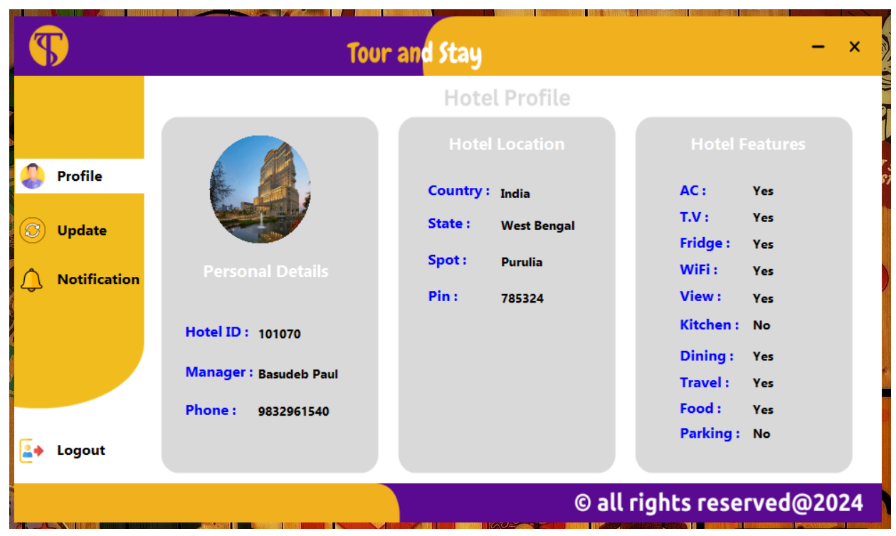 Tour and Stay
Hotel Profile
Profile
Update
Notification
Logout
Personal Details
Hotel ID : 101070
Manager : Basudeb Paul
Phone : 9832961540
Hotel Location
Country : India
State : West Bengal
Spot : Purulia
Pin : 785324
Hotel Features
AC : Yes
T.V : Yes
Fridge : Yes
WiFi : Yes
View : Yes
Kitchen : No
Dining : Yes
Travel : Yes
Food : Yes
Parking : No
© all rights reserved@2024